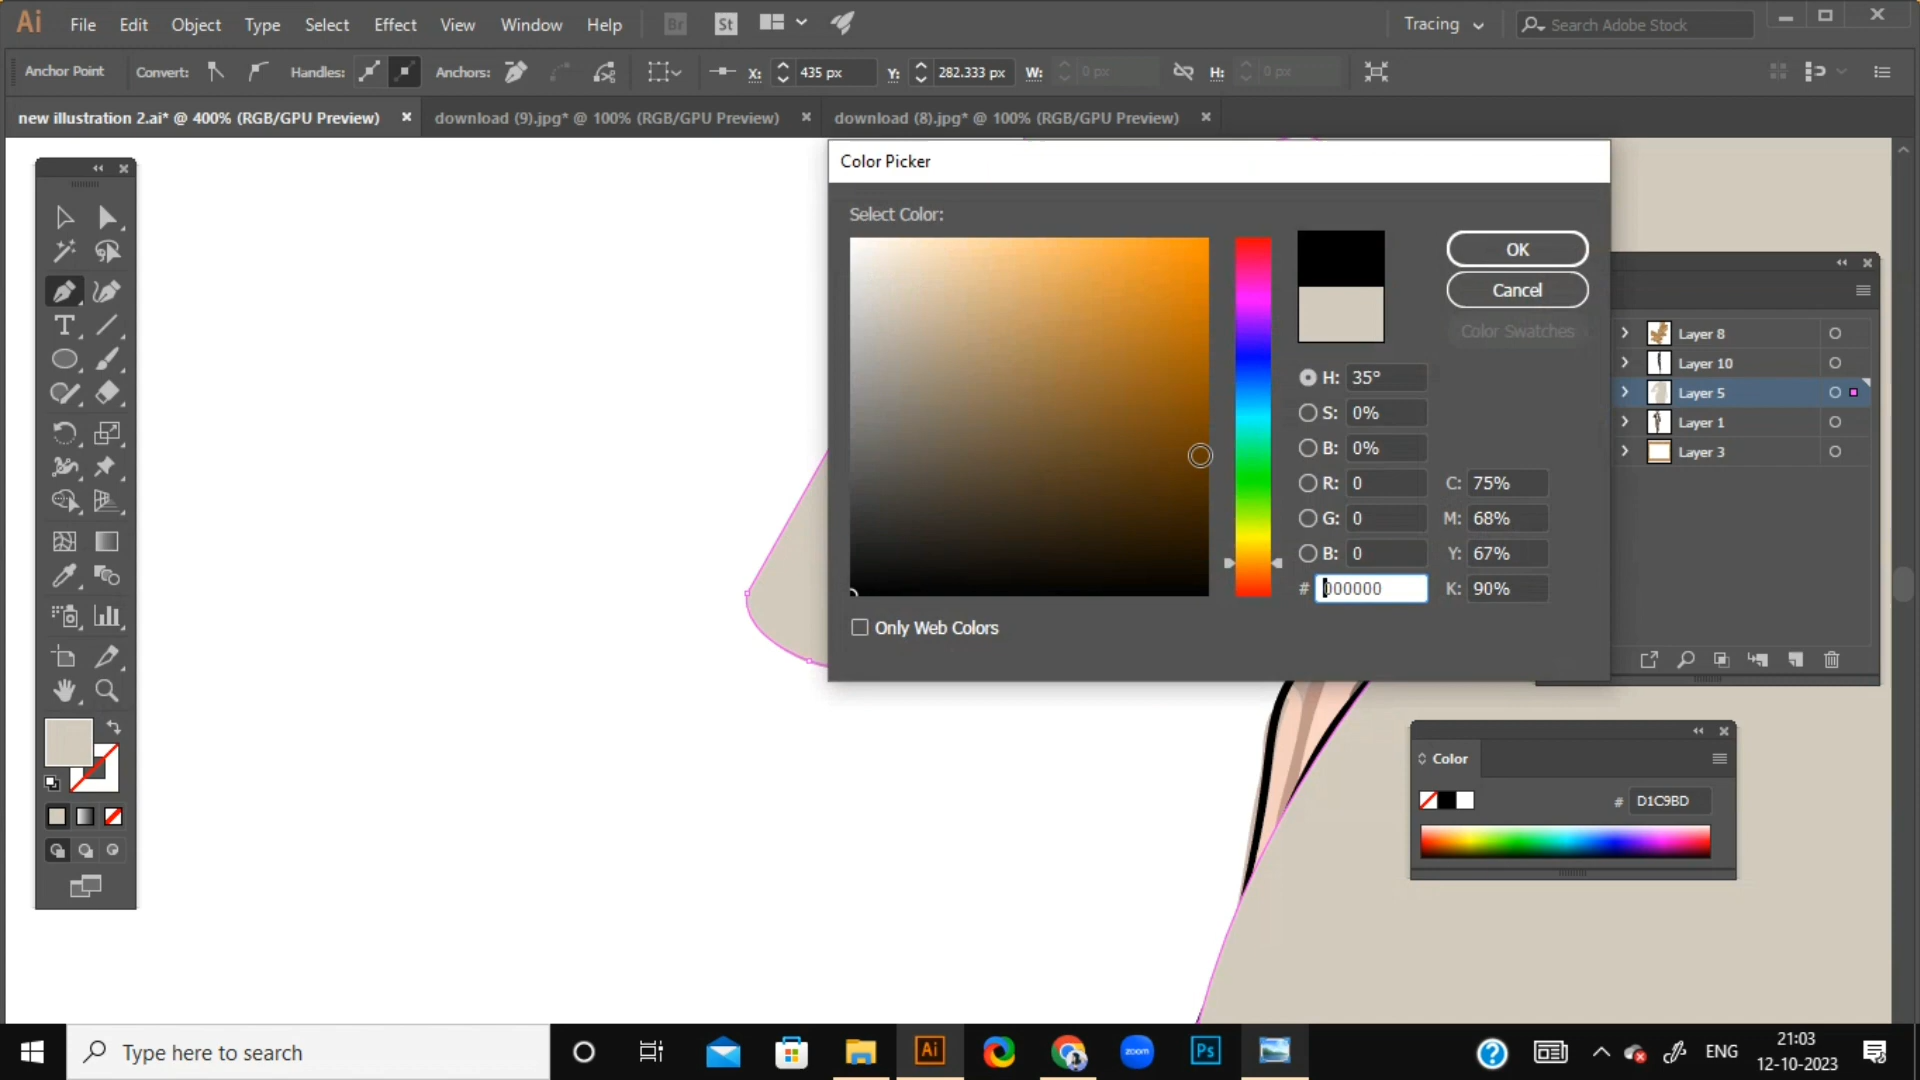 Ai File Edit Object Type Select Effect View Window Help Br St Tracing Search Adobe Stock
Anchor Point Convert: Handles: Anchors: X: 435 px Y: 282.333 px W: 0 px H: 0 px
new illustration 2.ai* @ 400% (RGB/GPU Preview) × download (9).jpg* @ 100% (RGB/GPU Preview) × download (8).jpg* @ 100% (RGB/GPU Preview) ×
Color Picker
Select Color:
OK
Cancel
Color Swatches
H: 35°
S: 0%
B: 0%
R: 0 C: 75%
G: 0 M: 68%
B: 0 Y: 67%
# 000000 K: 90%
Only Web Colors
Layer 8
Layer 10
Layer 5
Layer 1
Layer 3
Color
# D1C9BD
Type here to search
Ai
zoom
Ps
ENG
21:03
12-10-2023